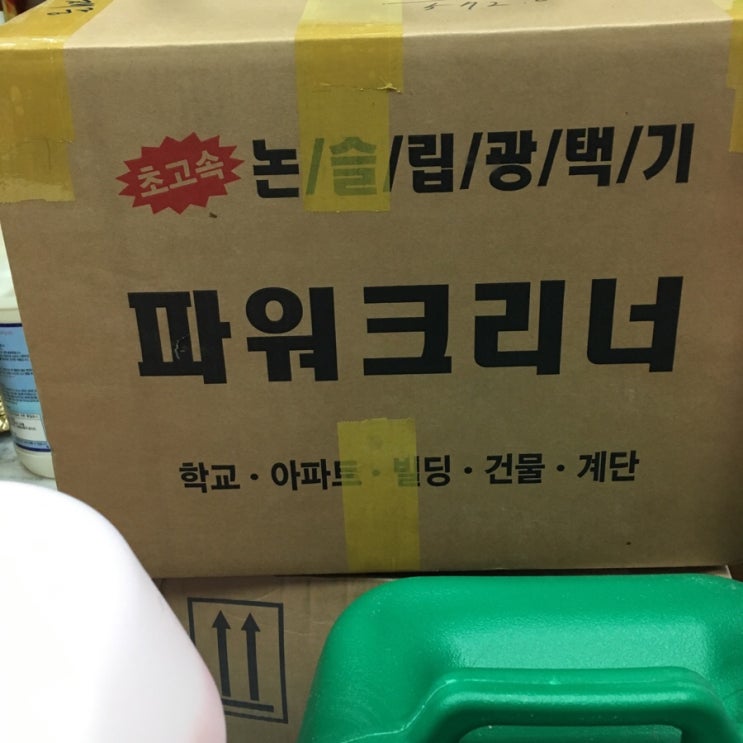 초고속 논/슬/립/광/택/기
파워크리너
학교 · 아파트 · 빌딩 · 건물 · 계단